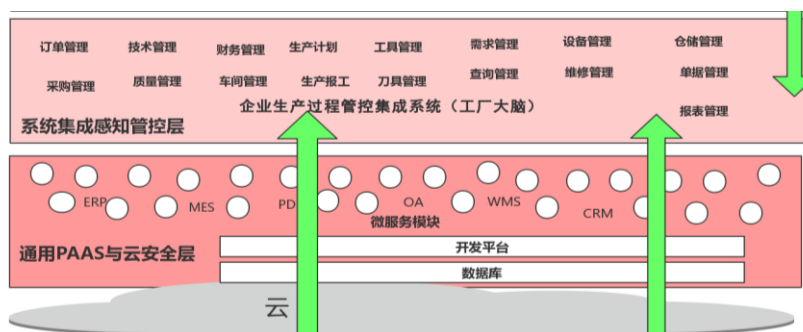 订单管理 技术管理 财务管理 生产计划 工具管理 需求管理 设备管理 仓储管理
采购管理 质量管理 车间管理 生产报工 刀具管理 查询管理 维修管理 单据管理
企业生产过程管控集成系统（工厂大脑） 报表管理
系统集成感知管控层
ERP MES PD OA WMS CRM
微服务模块
通用PAAS与云安全层
开发平台
数据库
云